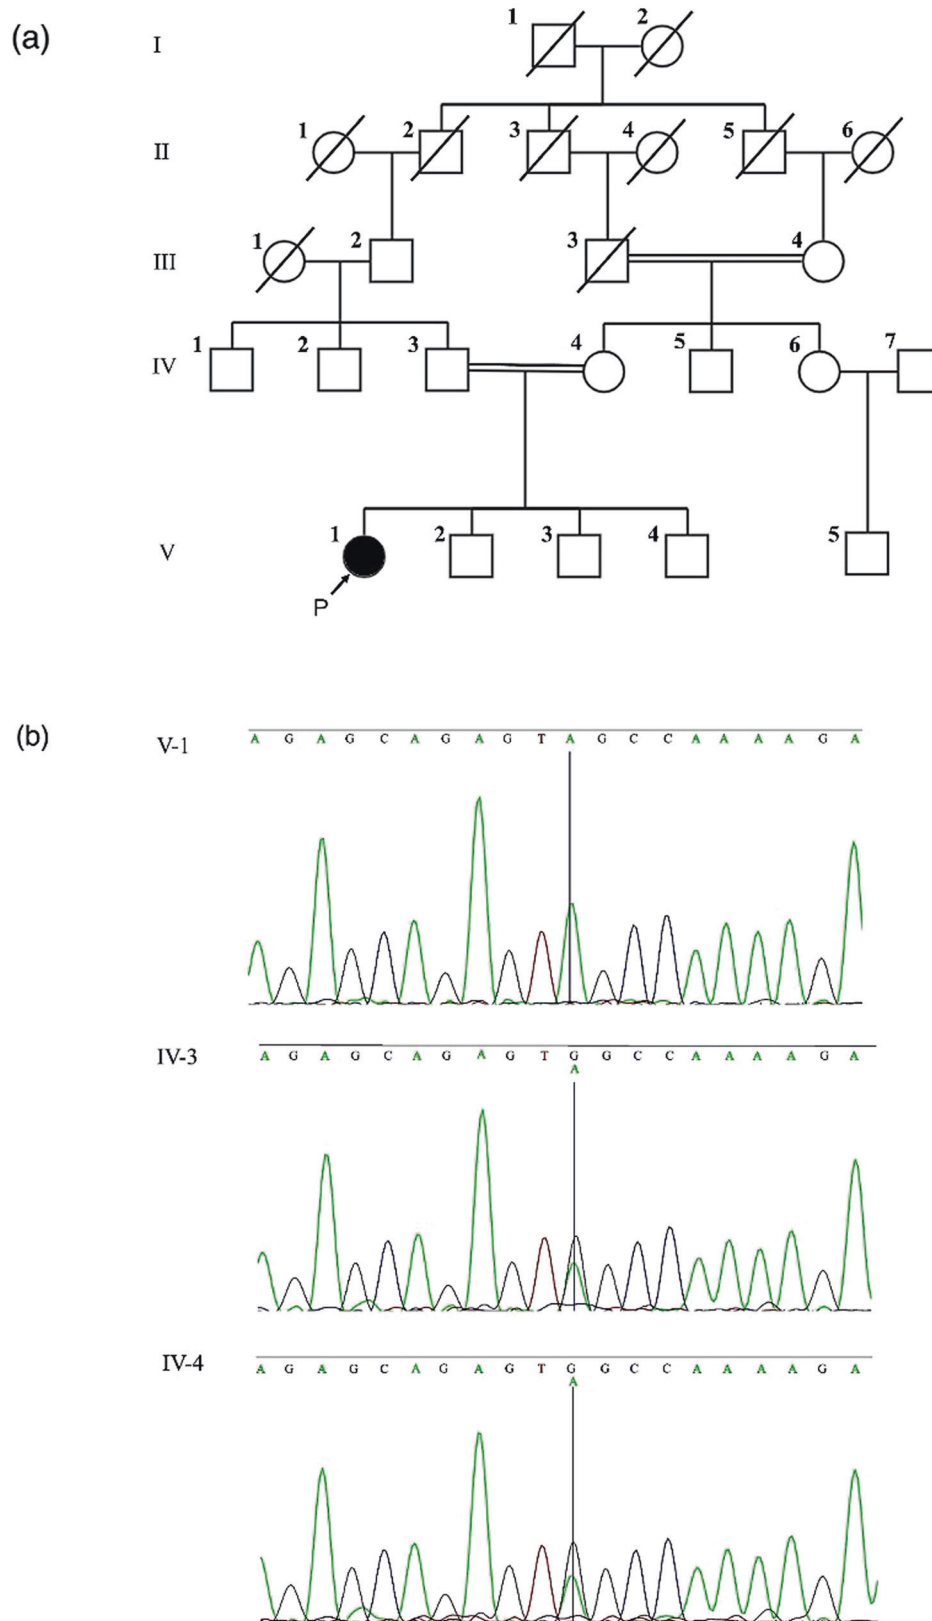 (a)
I
1 2
II
1 2 3 4 5 6
III
1 2 3 4
IV
1 2 3 4 5 6 7
V
1 2 3 4 5
P
(b)
V-1
A G A G C A G A G T A G C C A A A A G A
IV-3
A G A G C A G A G T G G C C A A A A G A
A
IV-4
A G A G C A G A G T G G C C A A A A G A
A